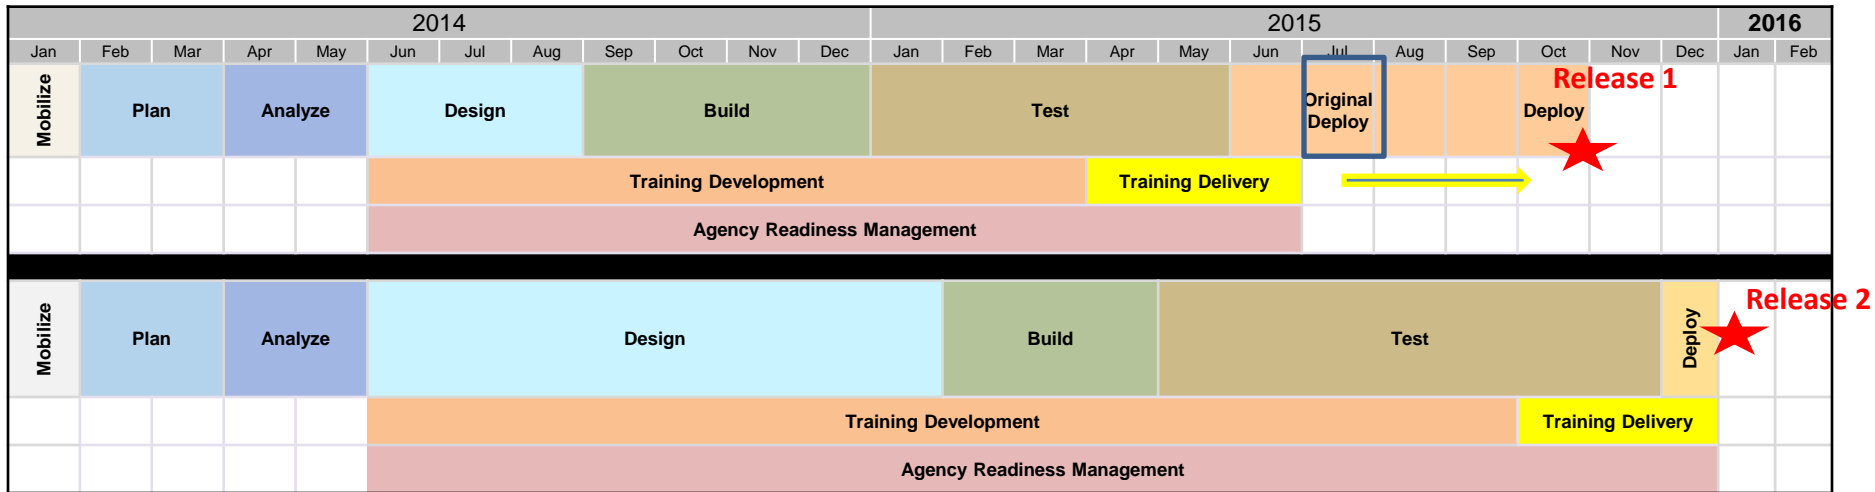 2014 2015 2016
Jan Feb Mar Apr May Jun Jul Aug Sep Oct Nov Dec Jan Feb Mar Apr May Jun Jul Aug Sep Oct Nov Dec Jan Feb
Release 1
Mobilize Plan Analyze Design Build Test Original Deploy Deploy
Training Development Training Delivery
Agency Readiness Management
Release 2
Mobilize Plan Analyze Design Build Test Deploy
Training Development Training Delivery
Agency Readiness Management